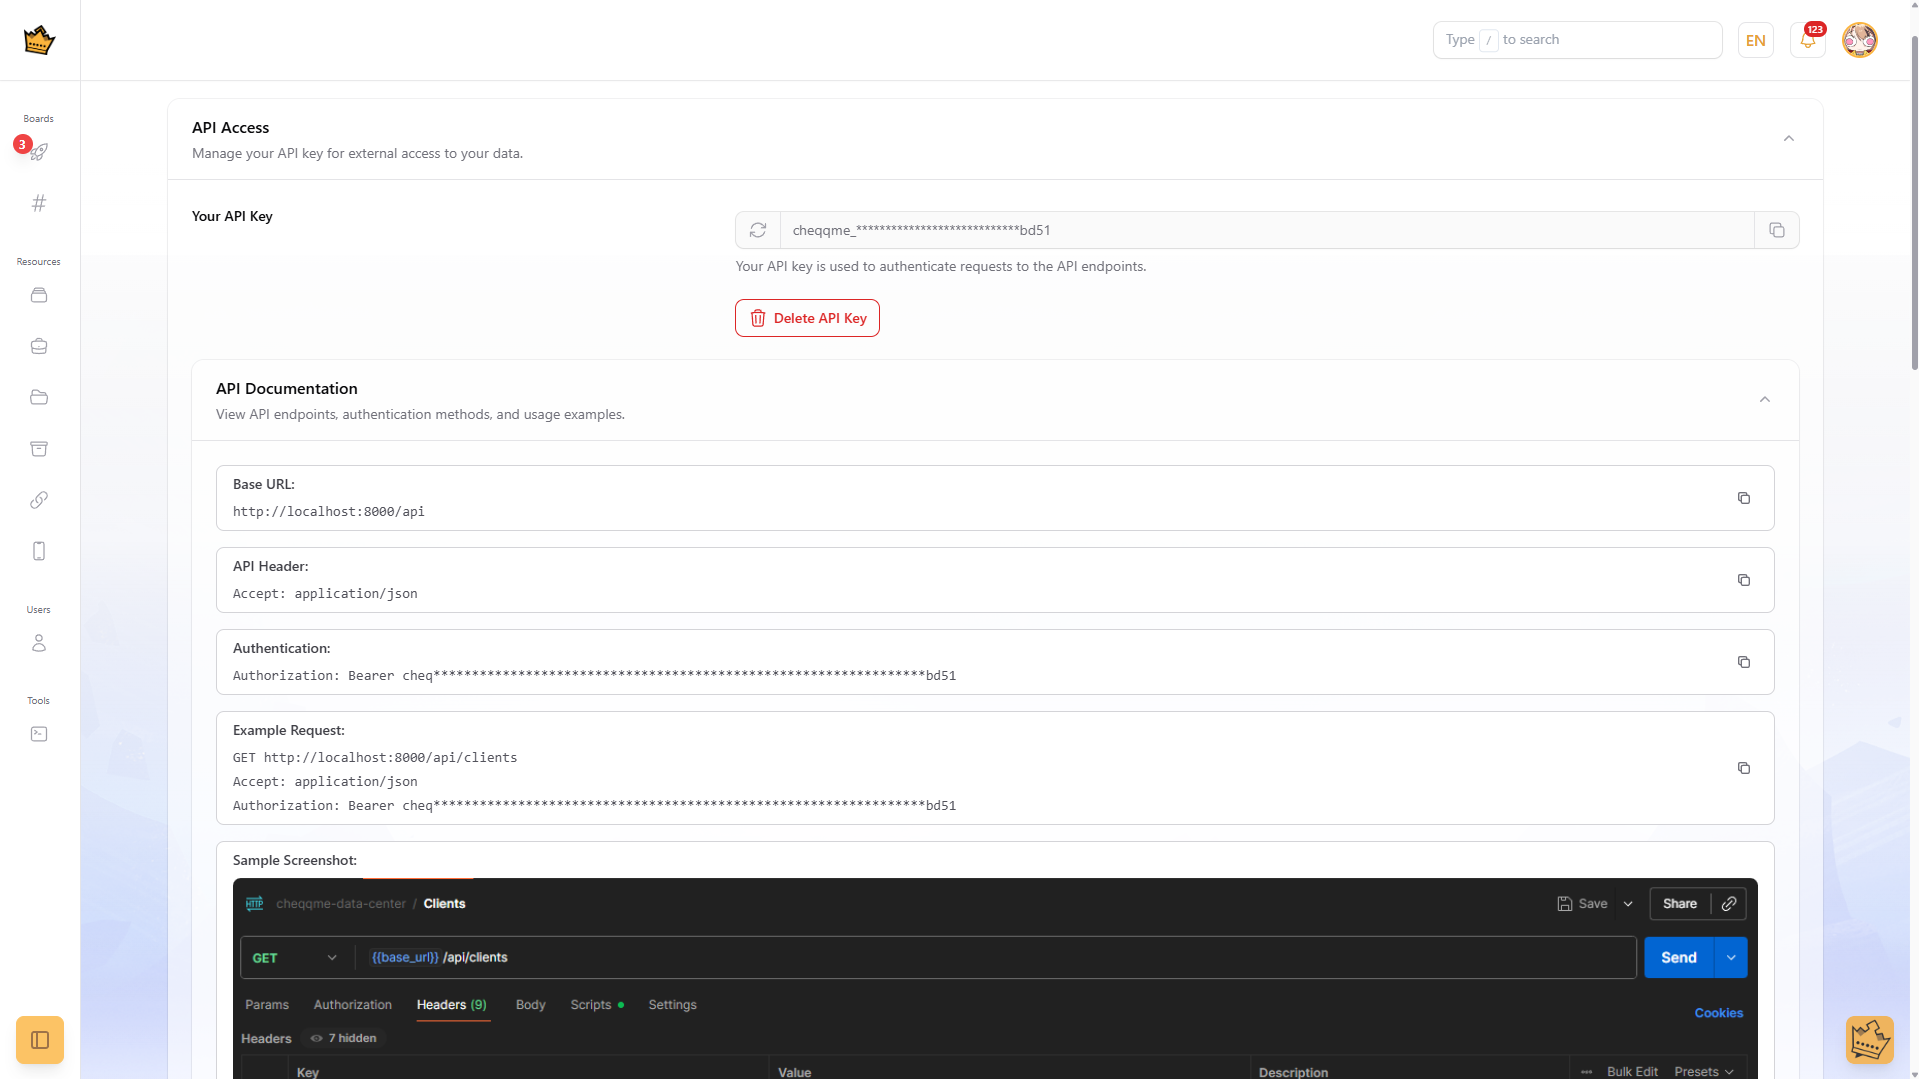 Type / to search
EN
123
Boards
3
Resources
Users
Tools
API Access
Manage your API key for external access to your data.
Your API Key
cheqqme_****************************bd51
Your API key is used to authenticate requests to the API endpoints.
Delete API Key
API Documentation
View API endpoints, authentication methods, and usage examples.
Base URL:
http://localhost:8000/api
API Header:
Accept: application/json
Authentication:
Authorization: Bearer cheq****************************************************************bd51
Example Request:
GET http://localhost:8000/api/clients
Accept: application/json
Authorization: Bearer cheq****************************************************************bd51
Sample Screenshot:
HTTP cheqqme-data-center / Clients
Save
Share
GET
{{base_url}} /api/clients
Send
Params Authorization Headers (9) Body Scripts Settings
Cookies
Headers 7 hidden
Key Value Description ••• Bulk Edit Presets